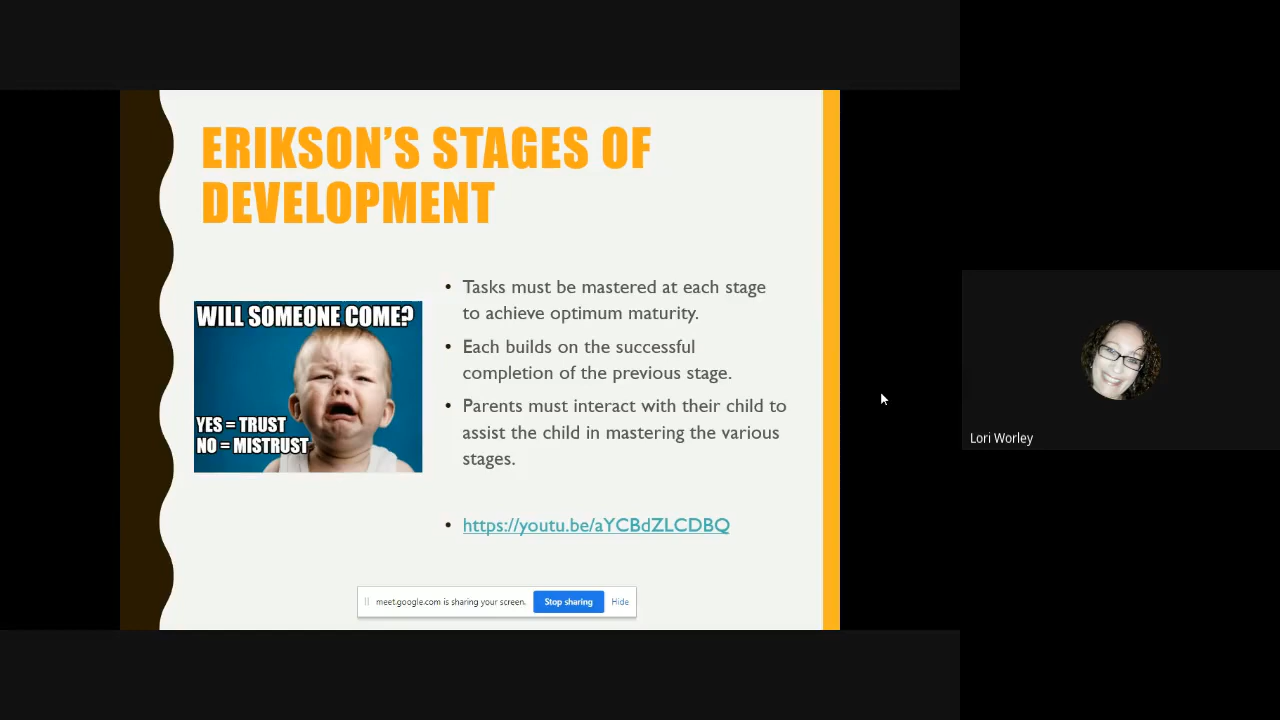 ERIKSON'S STAGES OF
DEVELOPMENT
WILL SOMEONE COME?
YES = TRUST
NO = MISTRUST
• Tasks must be mastered at each stage
to achieve optimum maturity.
• Each builds on the successful
completion of the previous stage.
• Parents must interact with their child to
assist the child in mastering the various
stages.
• https://youtu.be/aYCBdZLCDBQ
meet.google.com is sharing your screen.
Stop sharing
Hide
Lori Worley